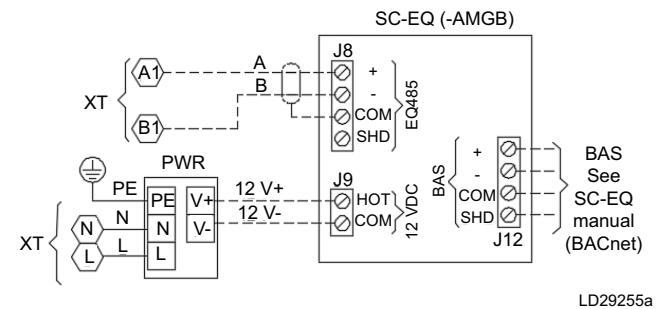 SC-EQ (-AMGB)
J8
A1
A
+
B
-
XT
COM
B1
SHD
EQ485
PWR
J9
PE
PE
V+
12 V+
HOT
N
N
N
V-
12 V-
COM
12 VDC
XT
L
L
L
BAS
+
-
COM
SHD
J12
BAS
See
SC-EQ
manual
(BACnet)
LD29255a